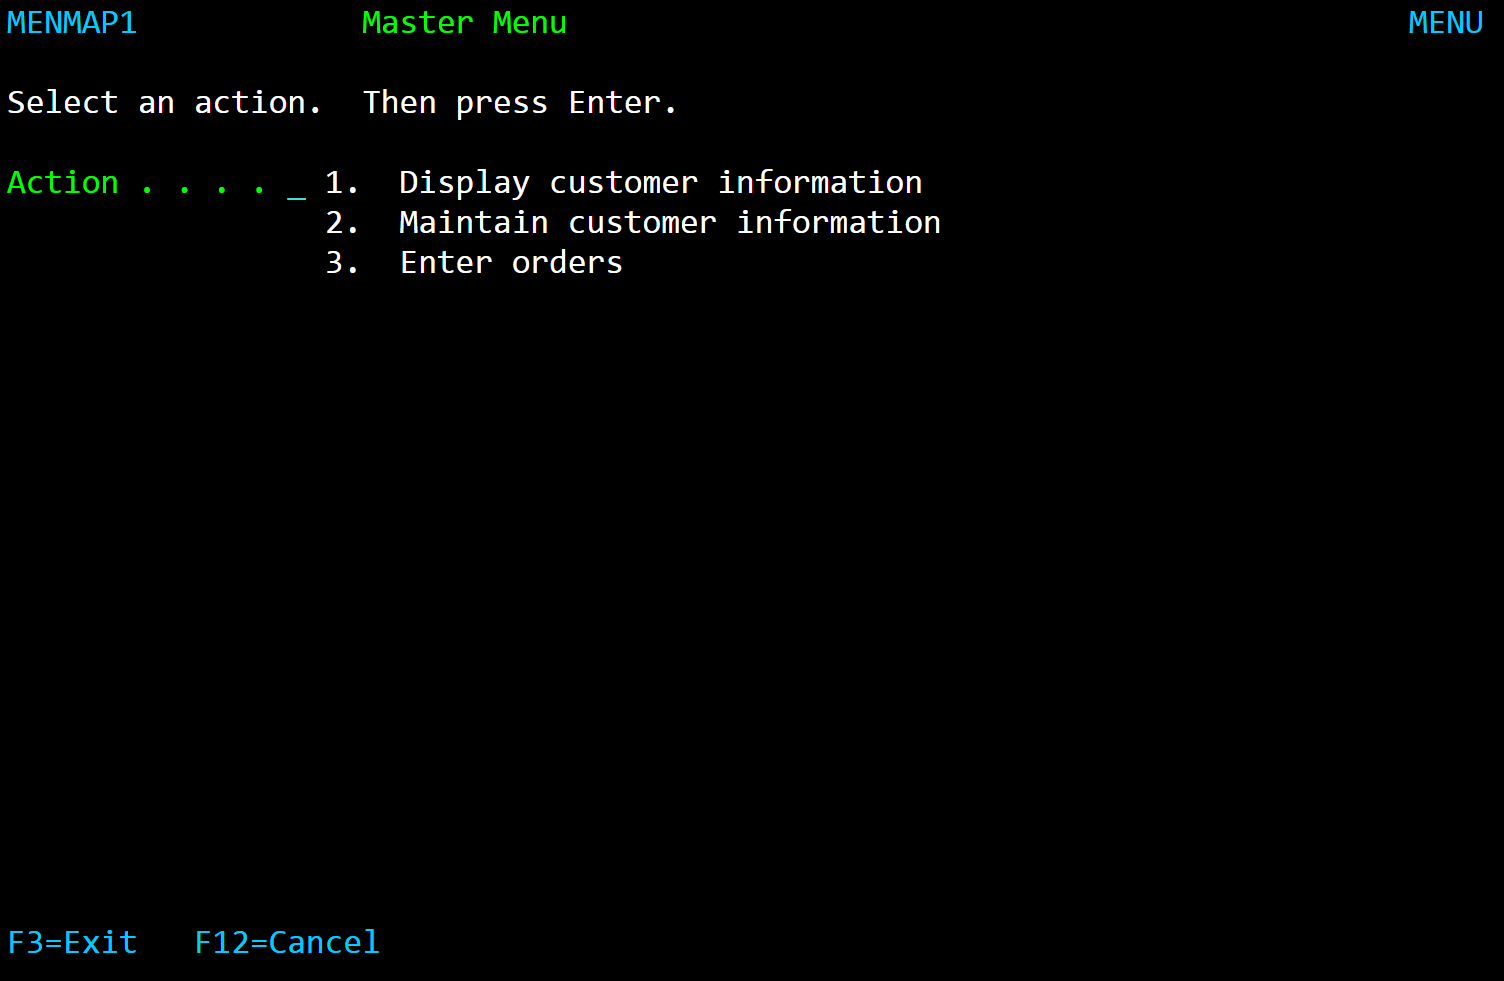 MENMAP1 Master Menu MENU
Select an action.  Then press Enter.
Action . . . . _ 1.  Display customer information
2.  Maintain customer information
3.  Enter orders
F3=Exit   F12=Cancel